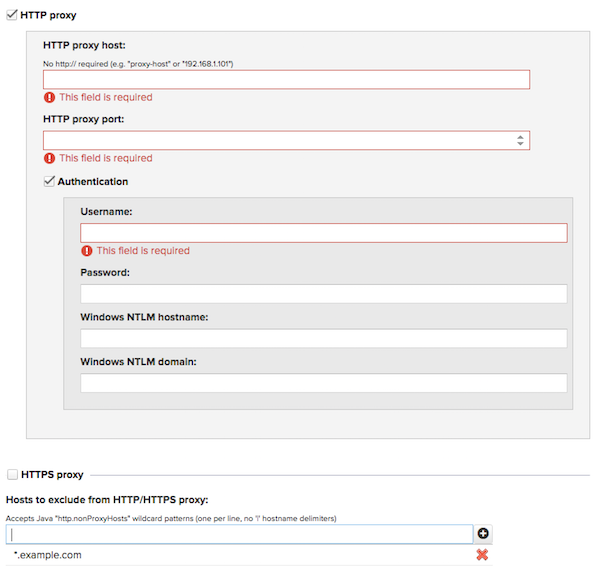 HTTP proxy
HTTP proxy host:
No http:// required (e.g. "proxy-host" or "192.168.1.101")
This field is required
HTTP proxy port:
This field is required
Authentication
Username:
This field is required
Password:
Windows NTLM hostname:
Windows NTLM domain:
HTTPS proxy
Hosts to exclude from HTTP/HTTPS proxy:
Accepts Java "http.nonProxyHosts" wildcard patterns (one per line, no '|' hostname delimiters)
*.example.com